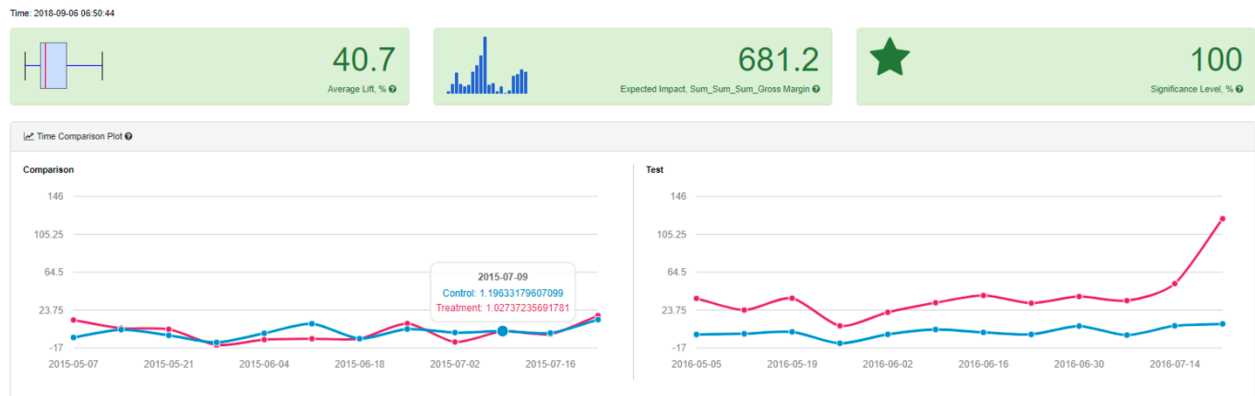 Time: 2018-09-06 06:50:44
40.7
Average Lift, %
681.2
Expected Impact, Sum_Sum_Sum_Gross Margin
100
Significance Level, %
Time Comparison Plot
Comparison
146
105.25
64.5
23.75
-17
2015-07-09
Control: 1.19633179607099
Treatment: 1.0273723569178​1
2015-05-07 2015-05-21 2015-06-04 2015-06-18 2015-07-02 2015-07-16
Test
146
105.25
64.5
23.75
-17
2016-05-05 2016-05-19 2016-06-02 2016-06-16 2016-06-30 2016-07-14